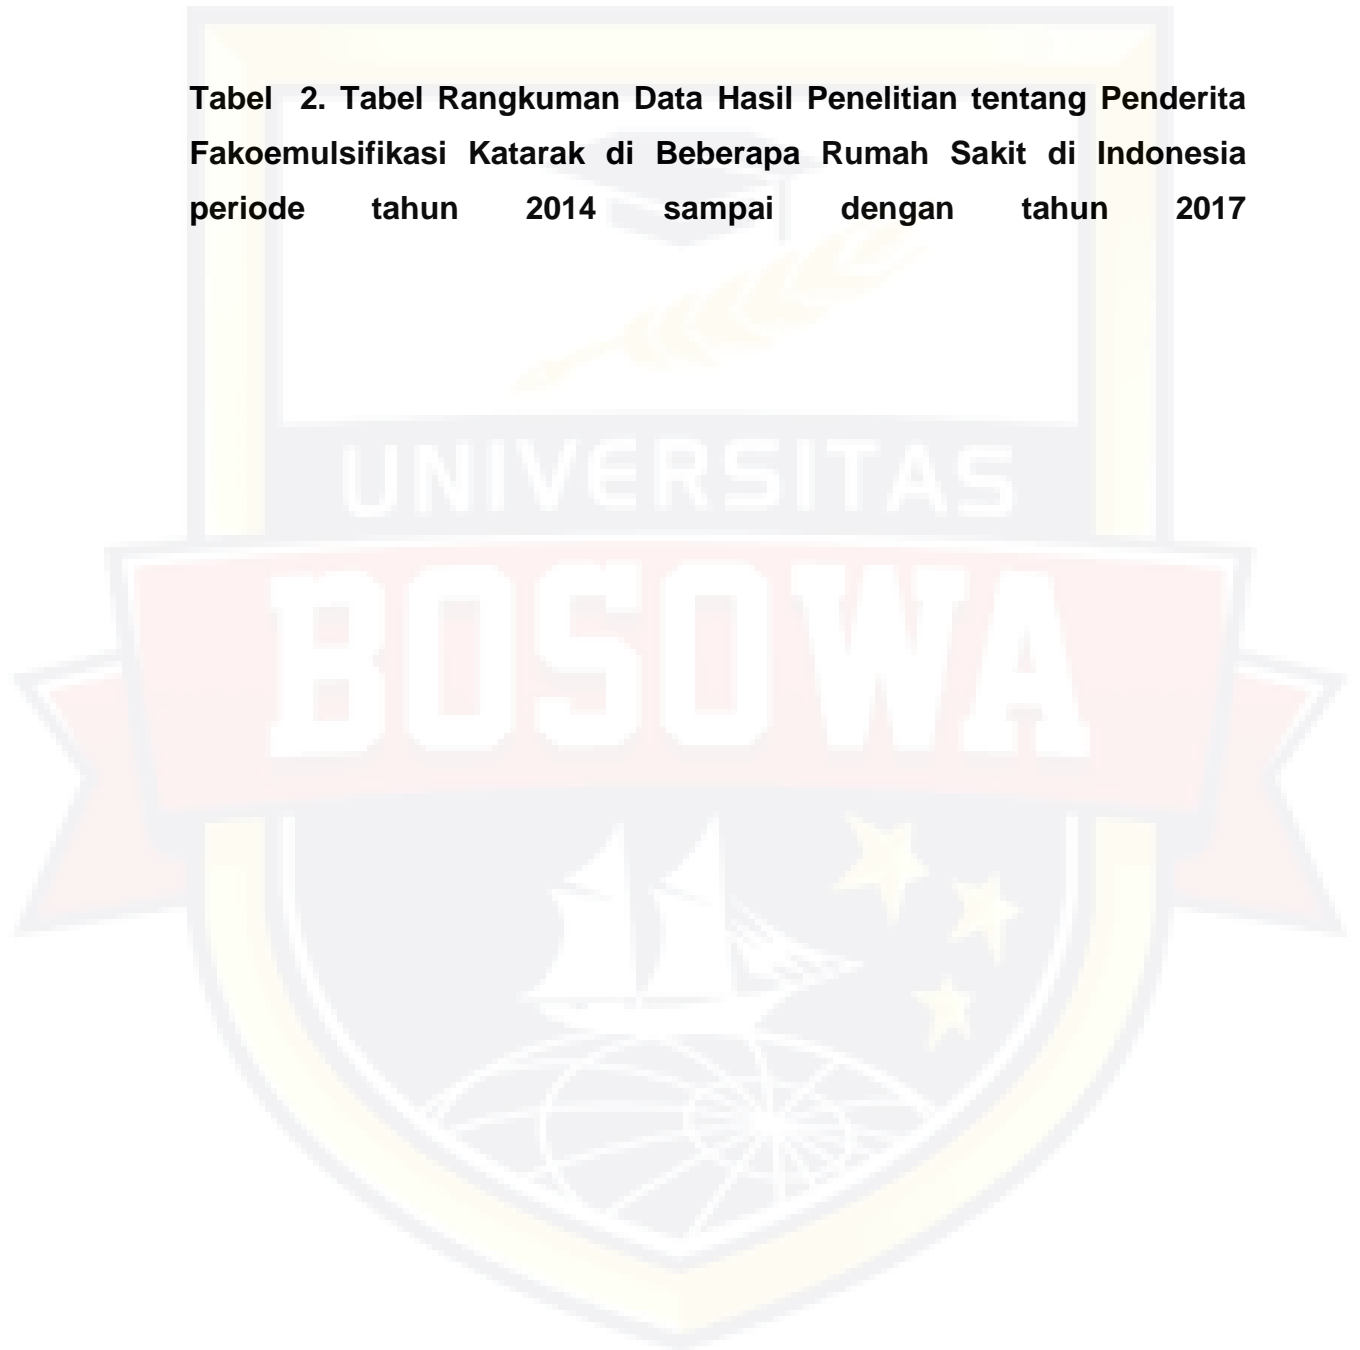 Tabel 2. Tabel Rangkuman Data Hasil Penelitian tentang Penderita
Fakoemulsifikasi Katarak di Beberapa Rumah Sakit di Indonesia
periode tahun 2014 sampai dengan tahun 2017
UNIVERSITAS
BOSOWA